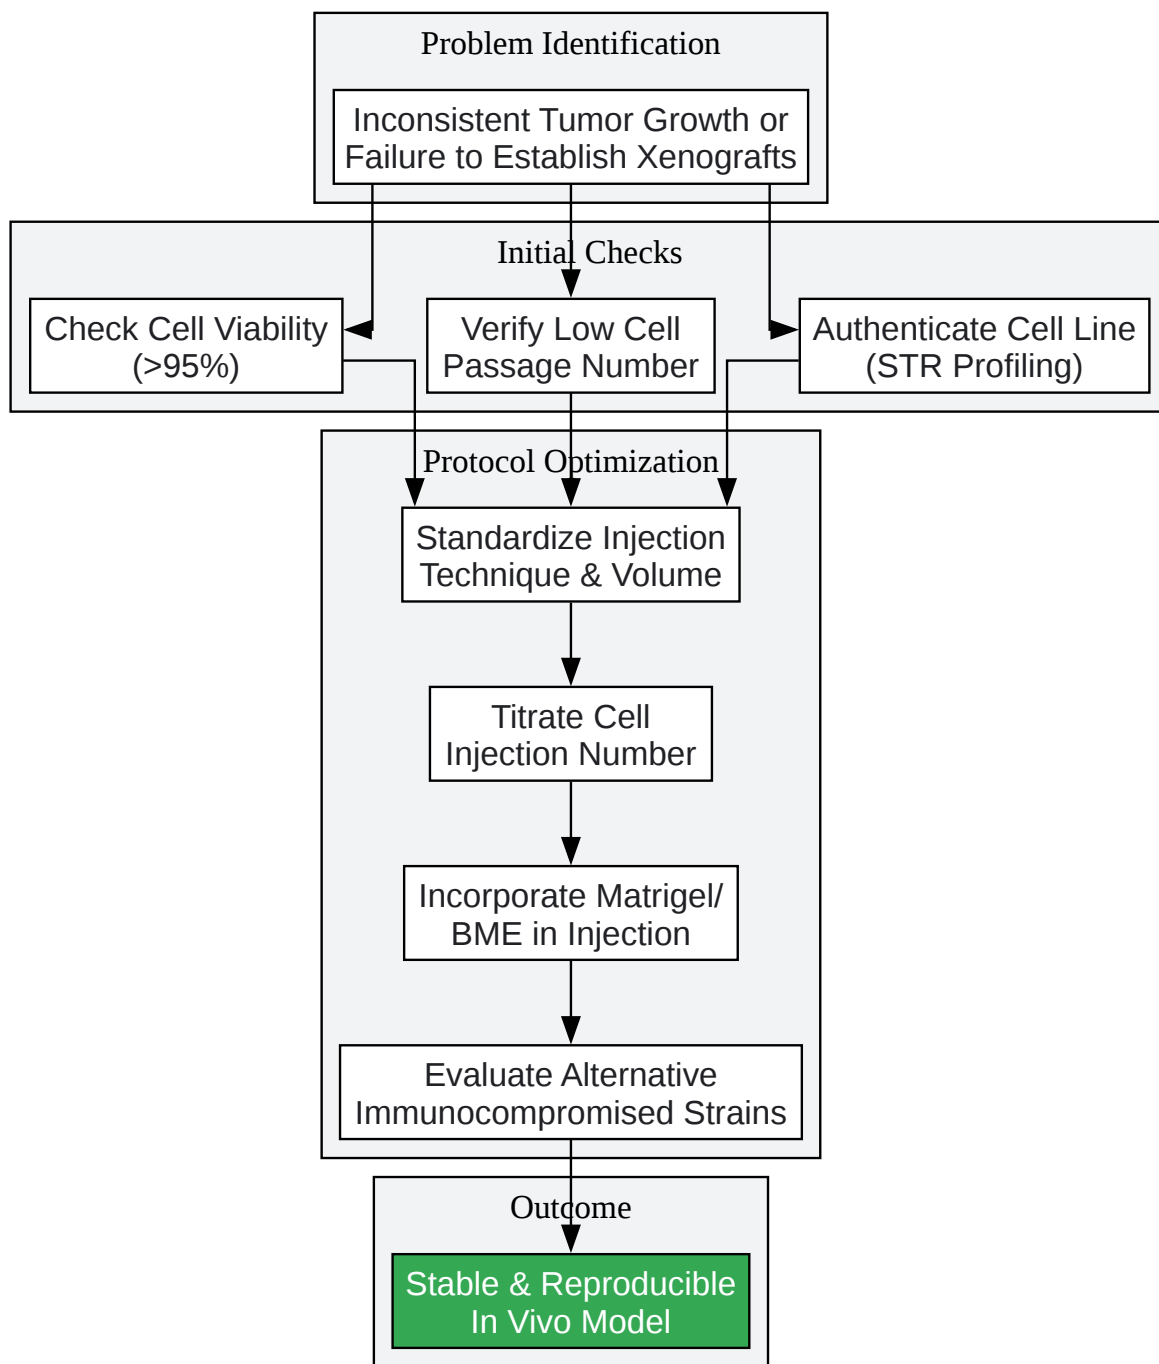 Problem Identification
Inconsistent Tumor Growth or
Failure to Establish Xenografts
Initial Checks
Check Cell Viability
(>95%)
Verify Low Cell
Passage Number
Authenticate Cell Line
(STR Profiling)
Protocol Optimization
Standardize Injection
Technique & Volume
Titrate Cell
Injection Number
Incorporate Matrigel/
BME in Injection
Evaluate Alternative
Immunocompromised Strains
Outcome
Stable & Reproducible
In Vivo Model